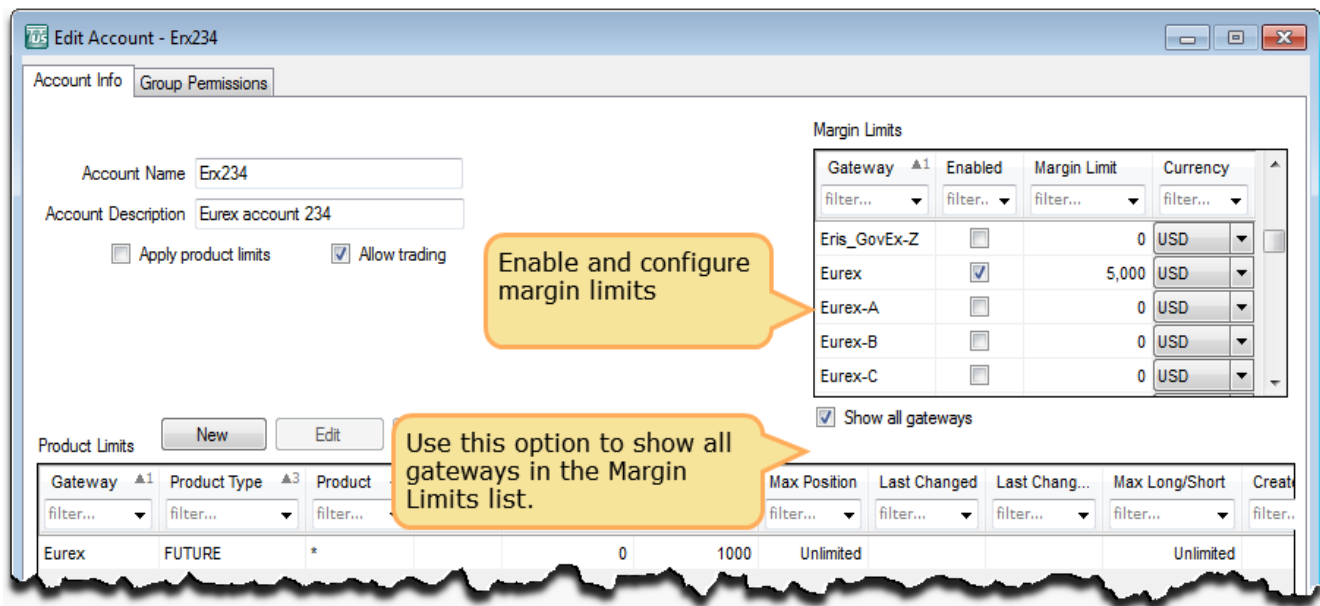 TUS Edit Account - Erx234
Account Info Group Permissions
Margin Limits
Gateway 1 Enabled Margin Limit Currency
filter... filter.. filter... filter...
Account Name Erx234
Account Description Eurex account 234
Apply product limits Allow trading
Eris_GovEx-Z 0 USD
Eurex 5,000 USD
Eurex-A 0 USD
Eurex-B 0 USD
Eurex-C 0 USD
Enable and configure
margin limits
Show all gateways
Product Limits New Edit
Use this option to show all
gateways in the Margin
Limits list.
Gateway 1 Product Type 3 Product Max Position Last Changed Last Chang... Max Long/Short Create
filter... filter... filter... filter... filter... filter... filter... filter..
Eurex FUTURE * 0 1000 Unlimited Unlimited